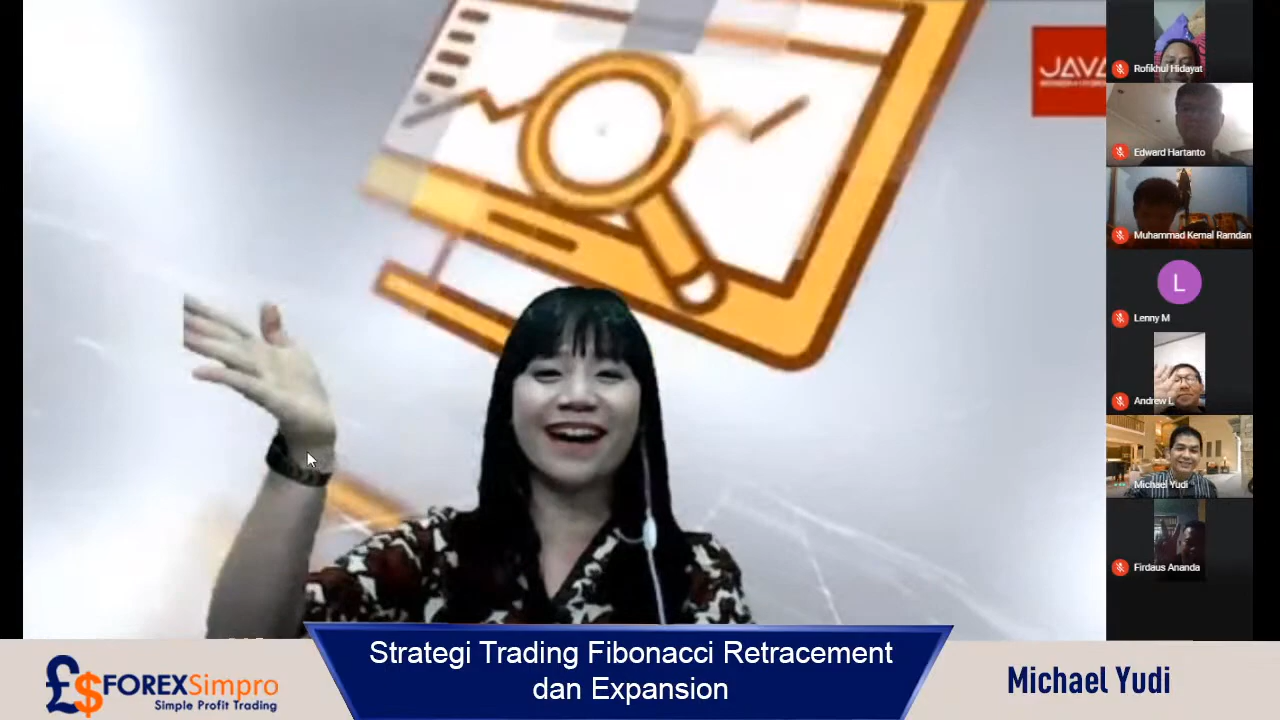 JAVA
Rofikhul Hidayat
Edward Hartanto
Muhammad Kemal Ramdan
L
Lenny M
Andrew L
Michael Yudi
Firdaus Ananda
£$FOREXSimpro
Simple Profit Trading
Strategi Trading Fibonacci Retracement
dan Expansion
Michael Yudi